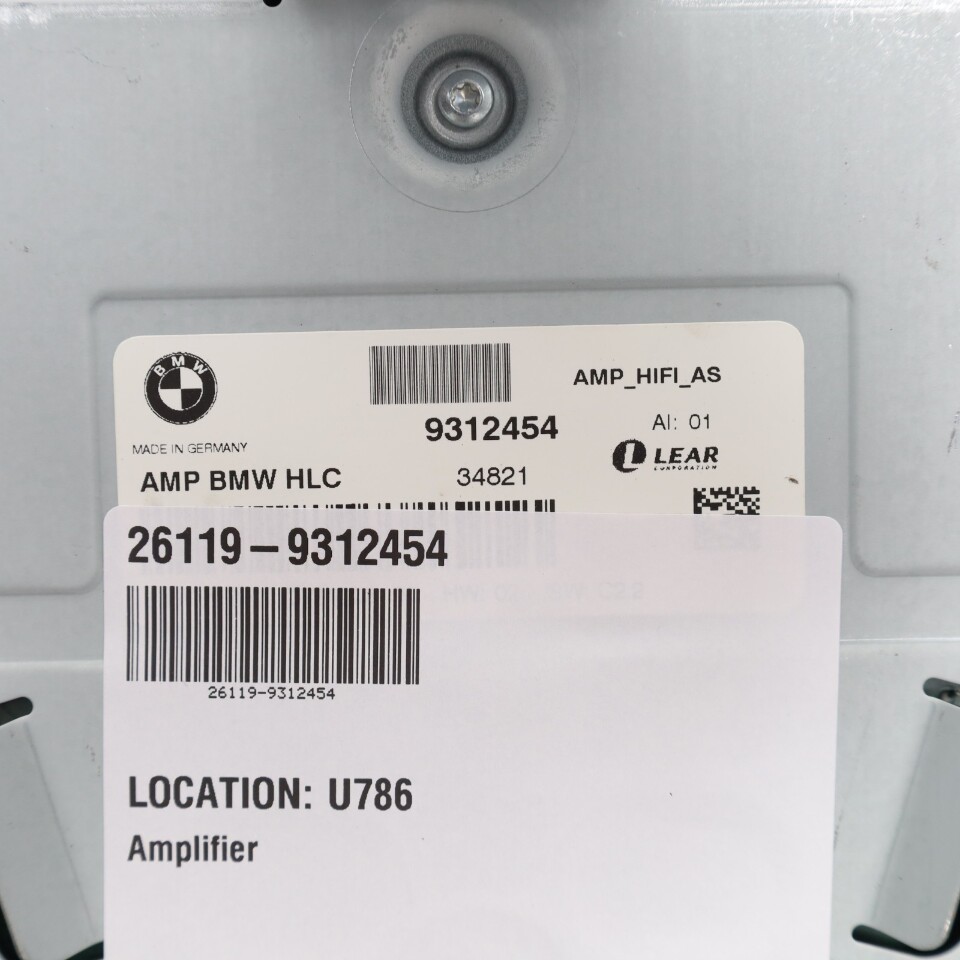 BMW
AMP_HIFI_AS
9312454
AI: 01
MADE IN GERMANY
LEAR
CORPORATION
AMP BMW HLC
34821
26119-9312454
26119-9312454
LOCATION: U786
Amplifier